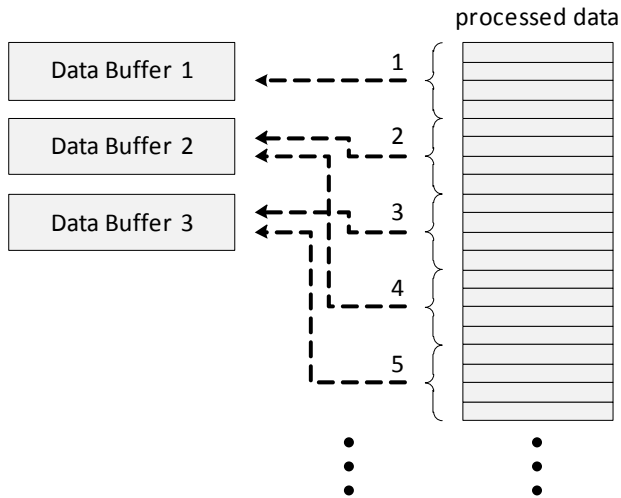 processed data
Data Buffer 1
Data Buffer 2
Data Buffer 3
1
2
3
4
5